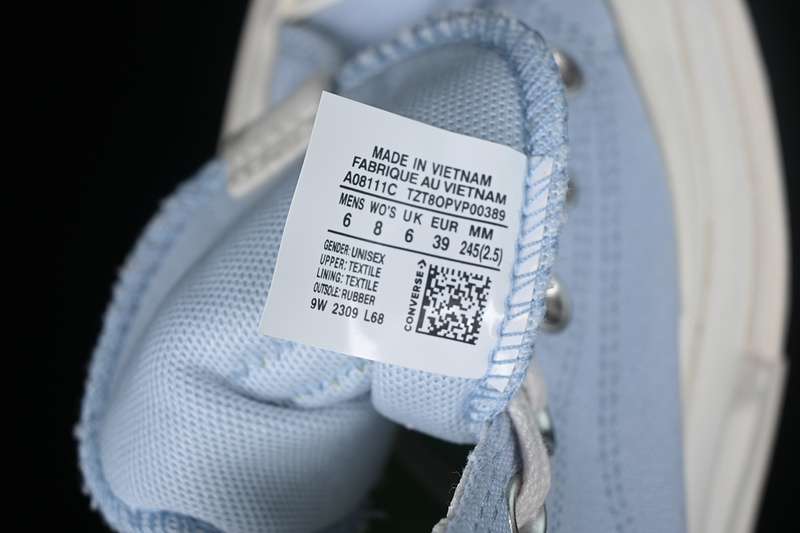 MADE IN VIETNAM
FABRIQUE AU VIETNAM
A08111C TZT8OPVP00389
MENS WO'S UK EUR MM
6 8 6 39 245(2.5)
GENDER: UNISEX
UPPER: TEXTILE
LINING: TEXTILE
OUTSOLE: RUBBER
9W 2309 L68
CONVERSE